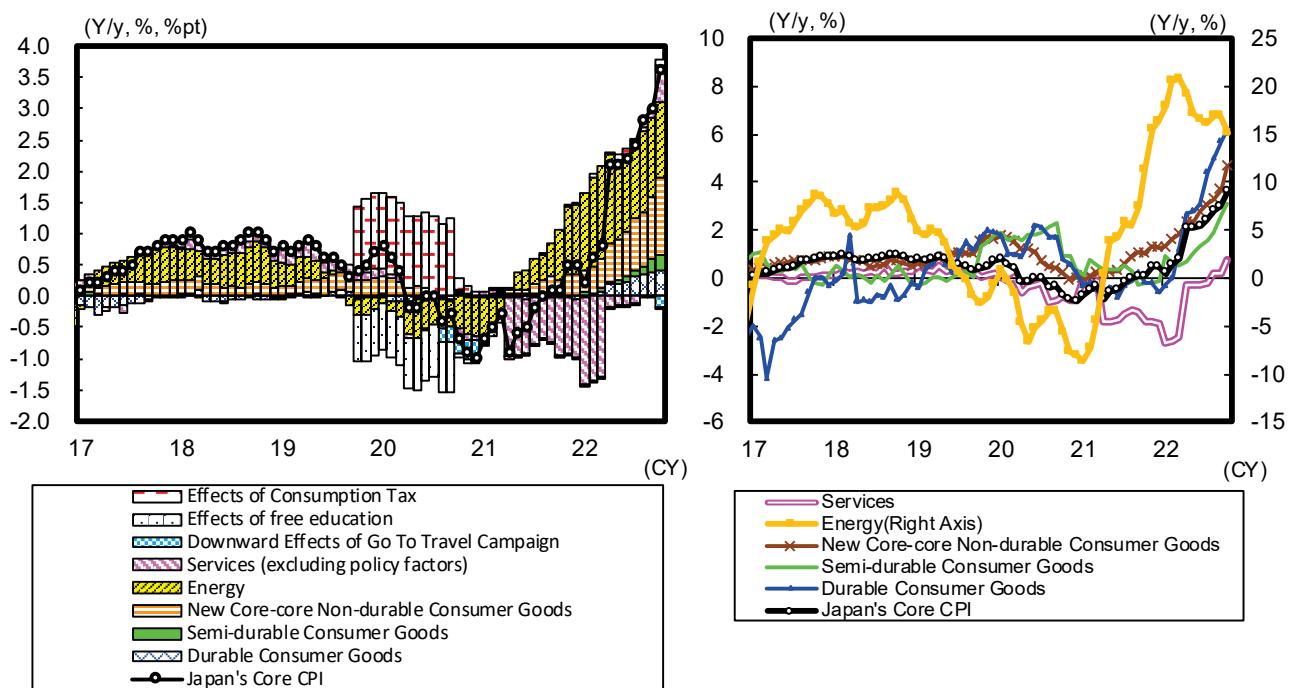 (Y/y, %, %pt)
4.0
3.5
3.0
2.5
2.0
1.5
1.0
0.5
0.0
-0.5
-1.0
-1.5
-2.0
17 18 19 20 21 22
(CY)
Effects of Consumption Tax
Effects of free education
Downward Effects of Go To Travel Campaign
Services (excluding policy factors)
Energy
New Core-core Non-durable Consumer Goods
Semi-durable Consumer Goods
Durable Consumer Goods
Japan's Core CPI
(Y/y, %) (Y/y, %)
10 25
8 20
6 15
4 10
2 5
0 0
-2 -5
-4 -10
-6 -15
17 18 19 20 21 22
(CY)
Services
Energy(Right Axis)
New Core-core Non-durable Consumer Goods
Semi-durable Consumer Goods
Durable Consumer Goods
Japan's Core CPI